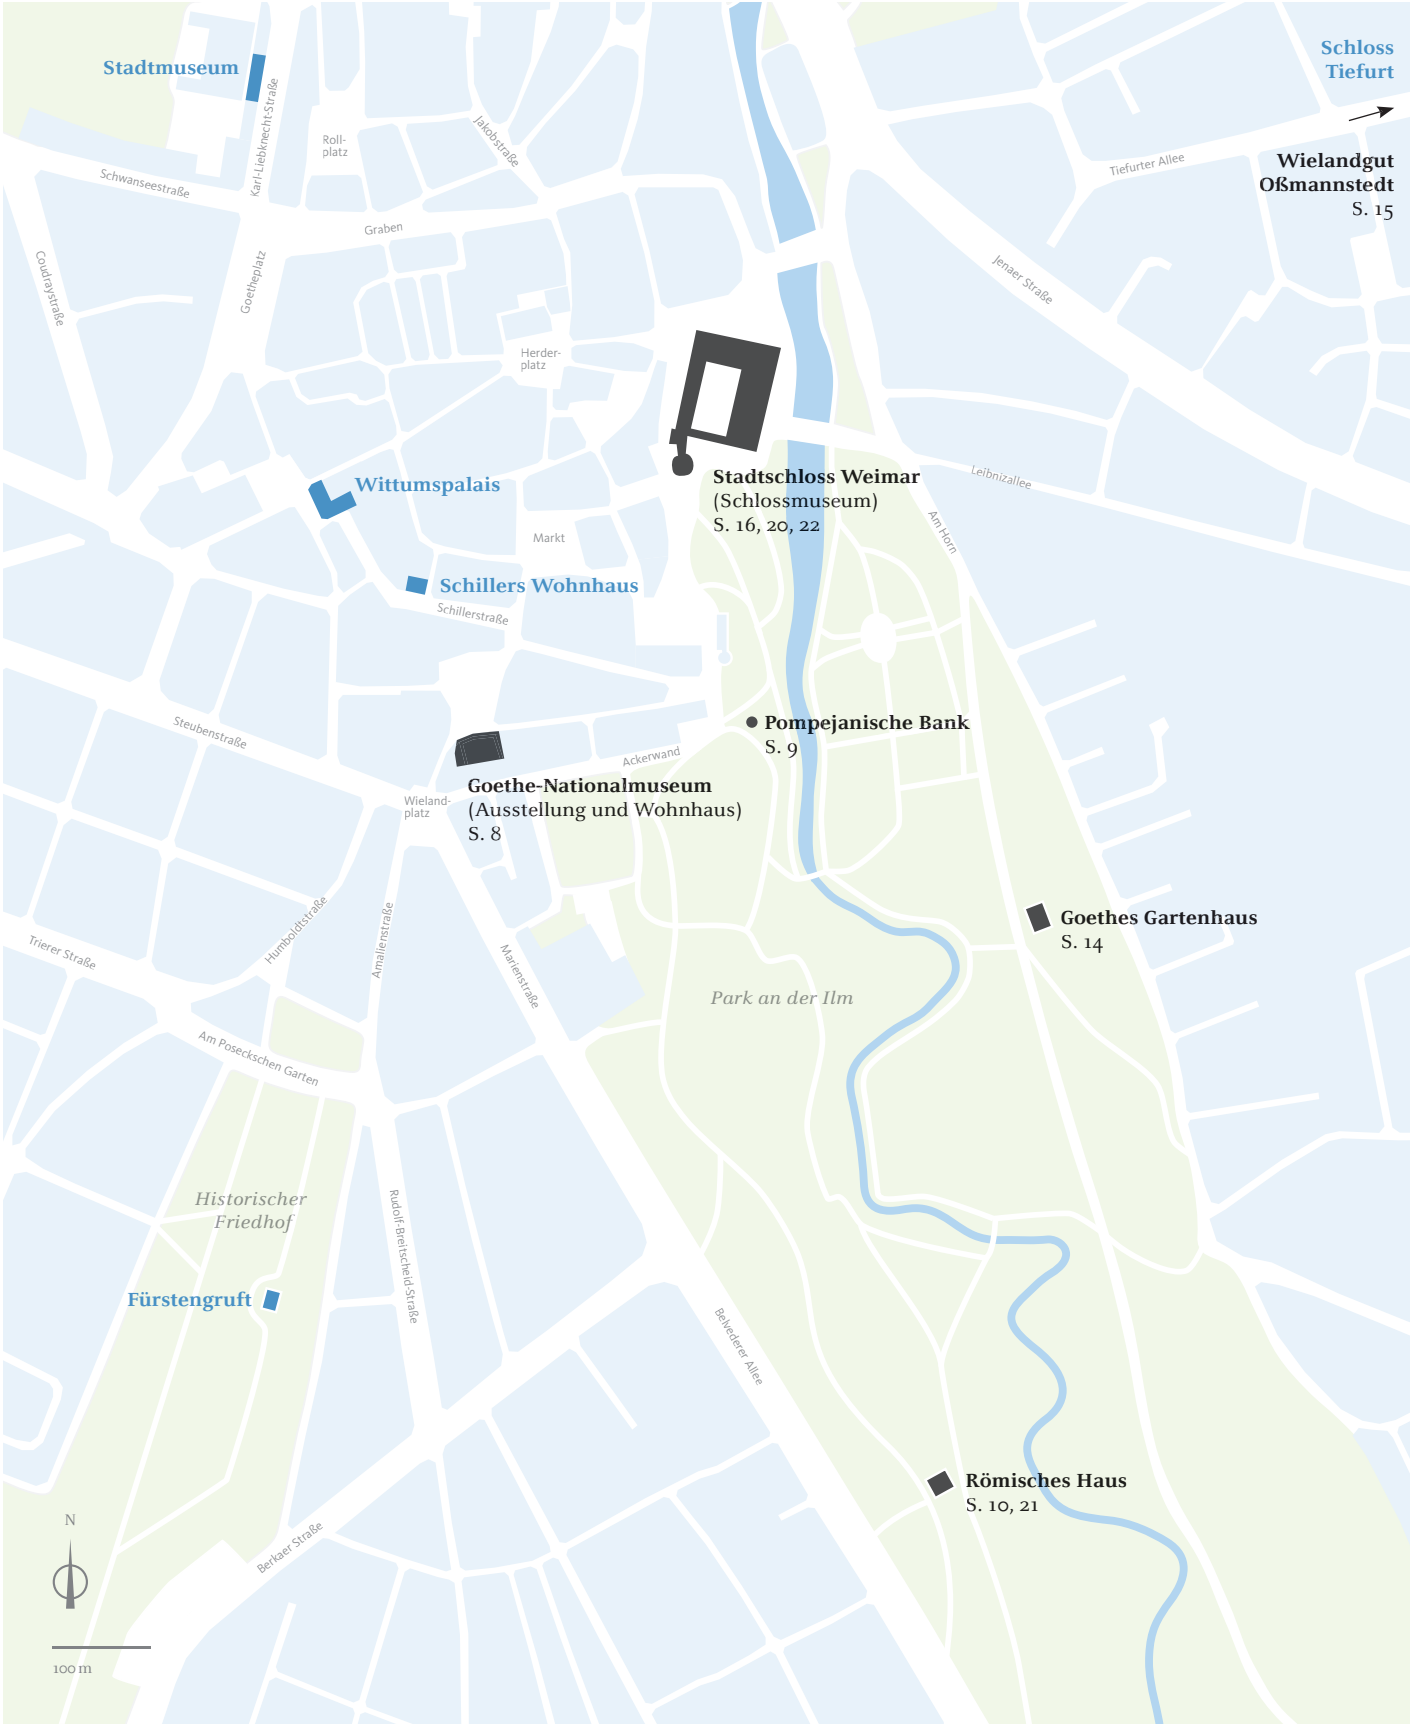 Schloss
Tiefurt
Stadtmuseum
Karl-Liebknecht-Straße
Roll-
platz
Jakobstraße
Wielandgut
Oßmannstedt
S. 15
Tiefurter Allee
Schwanseestraße
Graben
Coudraystraße
Goetheplatz
Jenaer Straße
Herder-
platz
Wittumspalais
Stadtschloss Weimar
(Schlossmuseum)
S. 16, 20, 22
Leibnizallee
Am Horn
Markt
Schillers Wohnhaus
Schillerstraße
Steubenstraße
Pompejanische Bank
S. 9
Ackerwand
Goethe-Nationalmuseum
(Ausstellung und Wohnhaus)
S. 8
Wieland-
platz
Goethes Gartenhaus
S. 14
Humboldtstraße
Amalienstraße
Trierer Straße
Marienstraße
Park an der Ilm
Am Poseckschen Garten
Historischer
Friedhof
Rudolf-Breitscheid-Straße
Fürstengruft
Belvederer Allee
Römisches Haus
S. 10, 21
N
Berkaer Straße
100 m